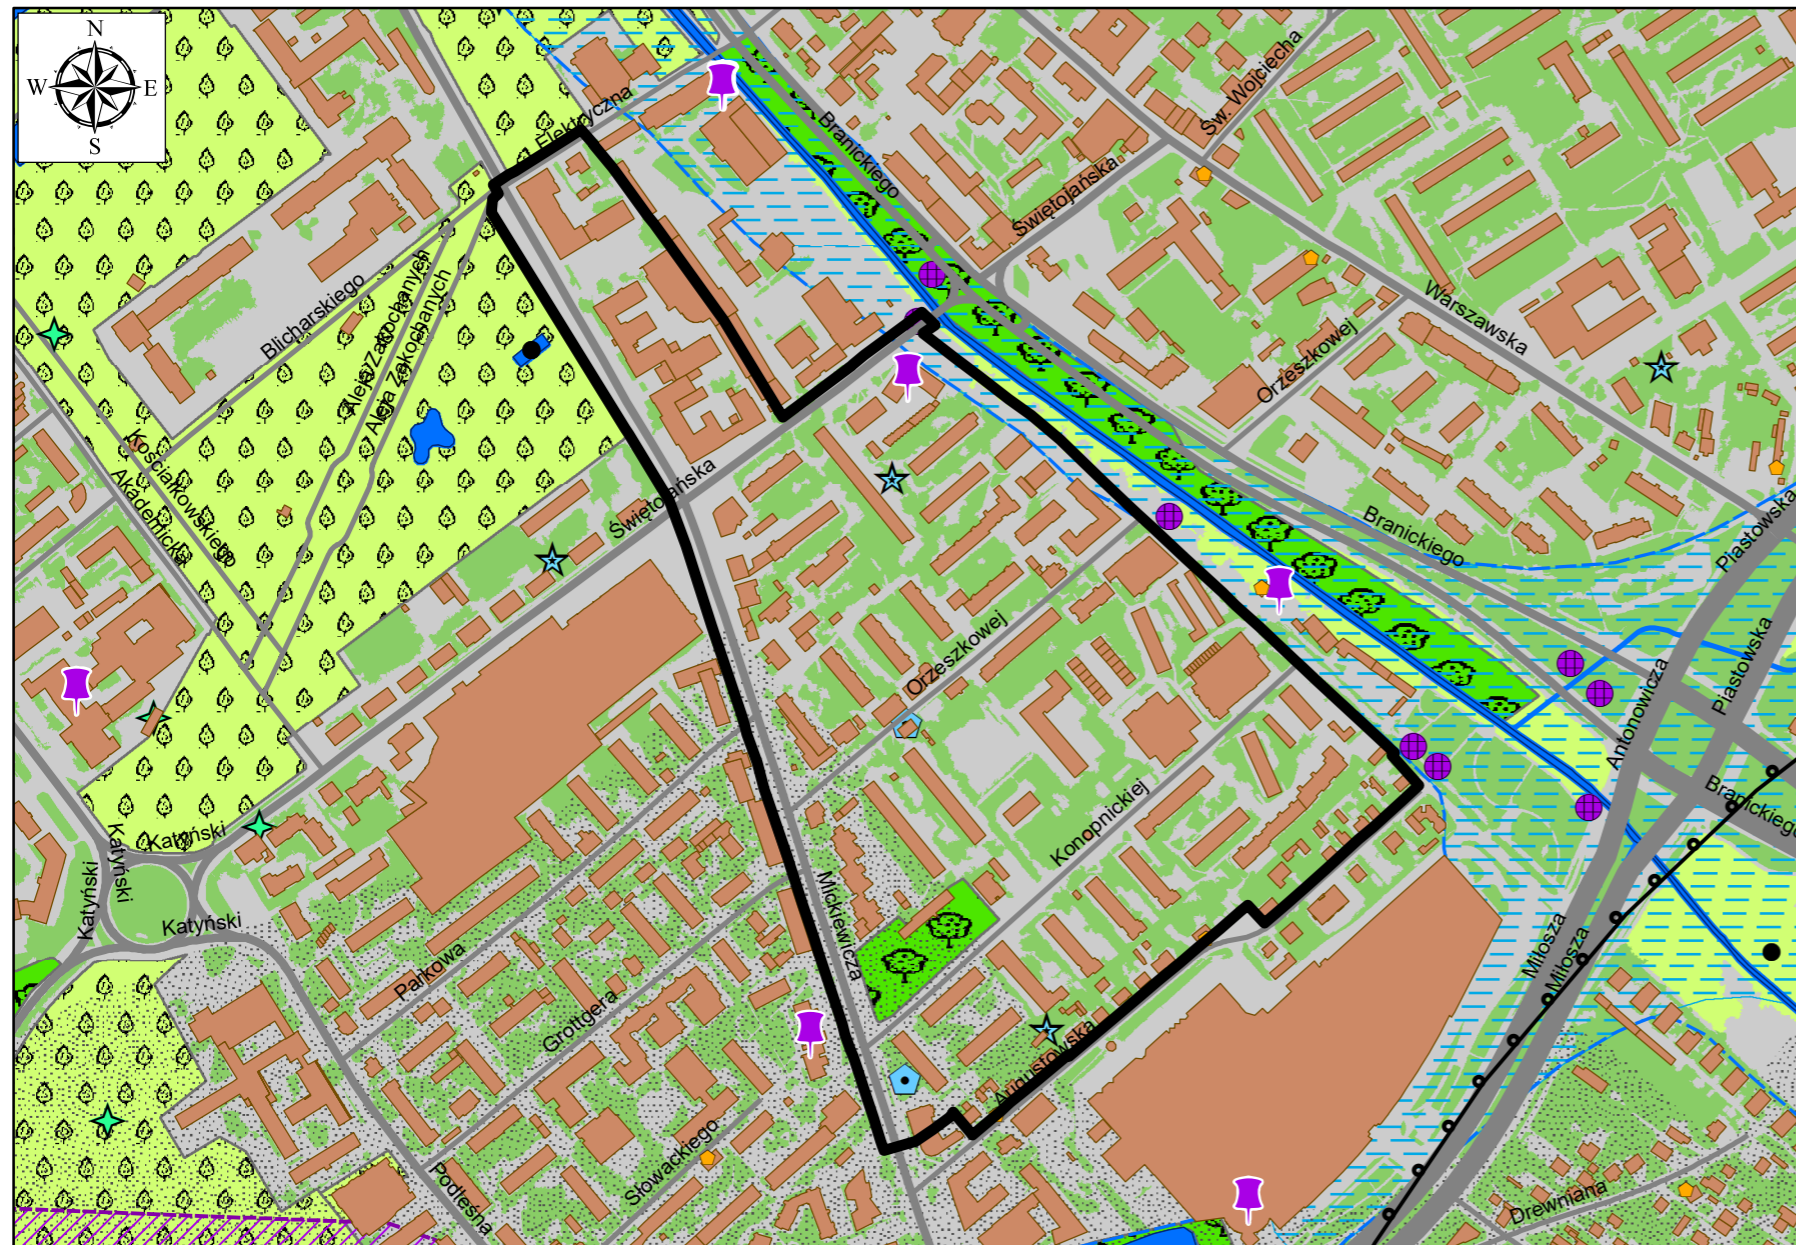 N
W E
S
Elektryczna
Branickiego
Św. Wojciecha
Świętojańska
Warszawska
Orzeszkowej
Blicharskiego
Aleja Zakochanych
Aleja Zakochanych
Kościałkowskiego
Akademicka
Świętojańska
Branickiego
Piastowska
Piastowska
Antonowicza
Branickiego
Orzeszkowej
Konopnickiej
Mickiewicza
Katyński
Katyński
Katyński
Katyński
Parkowa
Grottgera
Augustowska
Miłosza
Miłosza
Słowackiego
Podleśna
Drewniana